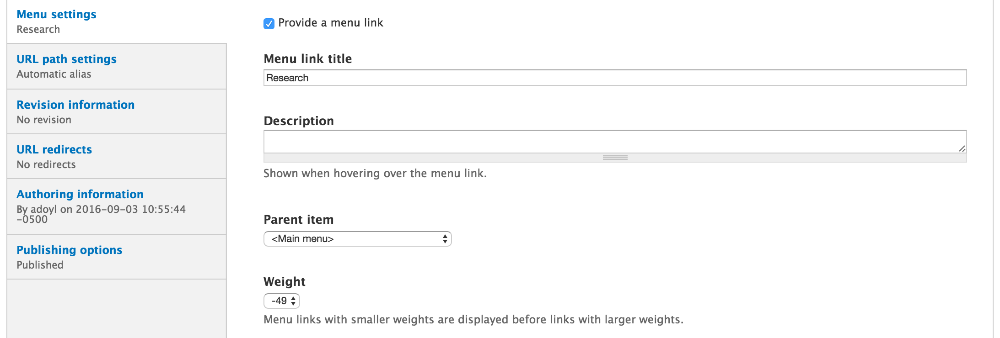 Menu settings
Research
URL path settings
Automatic alias
Revision information
No revision
URL redirects
No redirects
Authoring information
By adoyl on 2016-09-03 10:55:44
-0500
Publishing options
Published
Provide a menu link
Menu link title
Research
Description
Shown when hovering over the menu link.
Parent item
<Main menu>
Weight
-49
Menu links with smaller weights are displayed before links with larger weights.